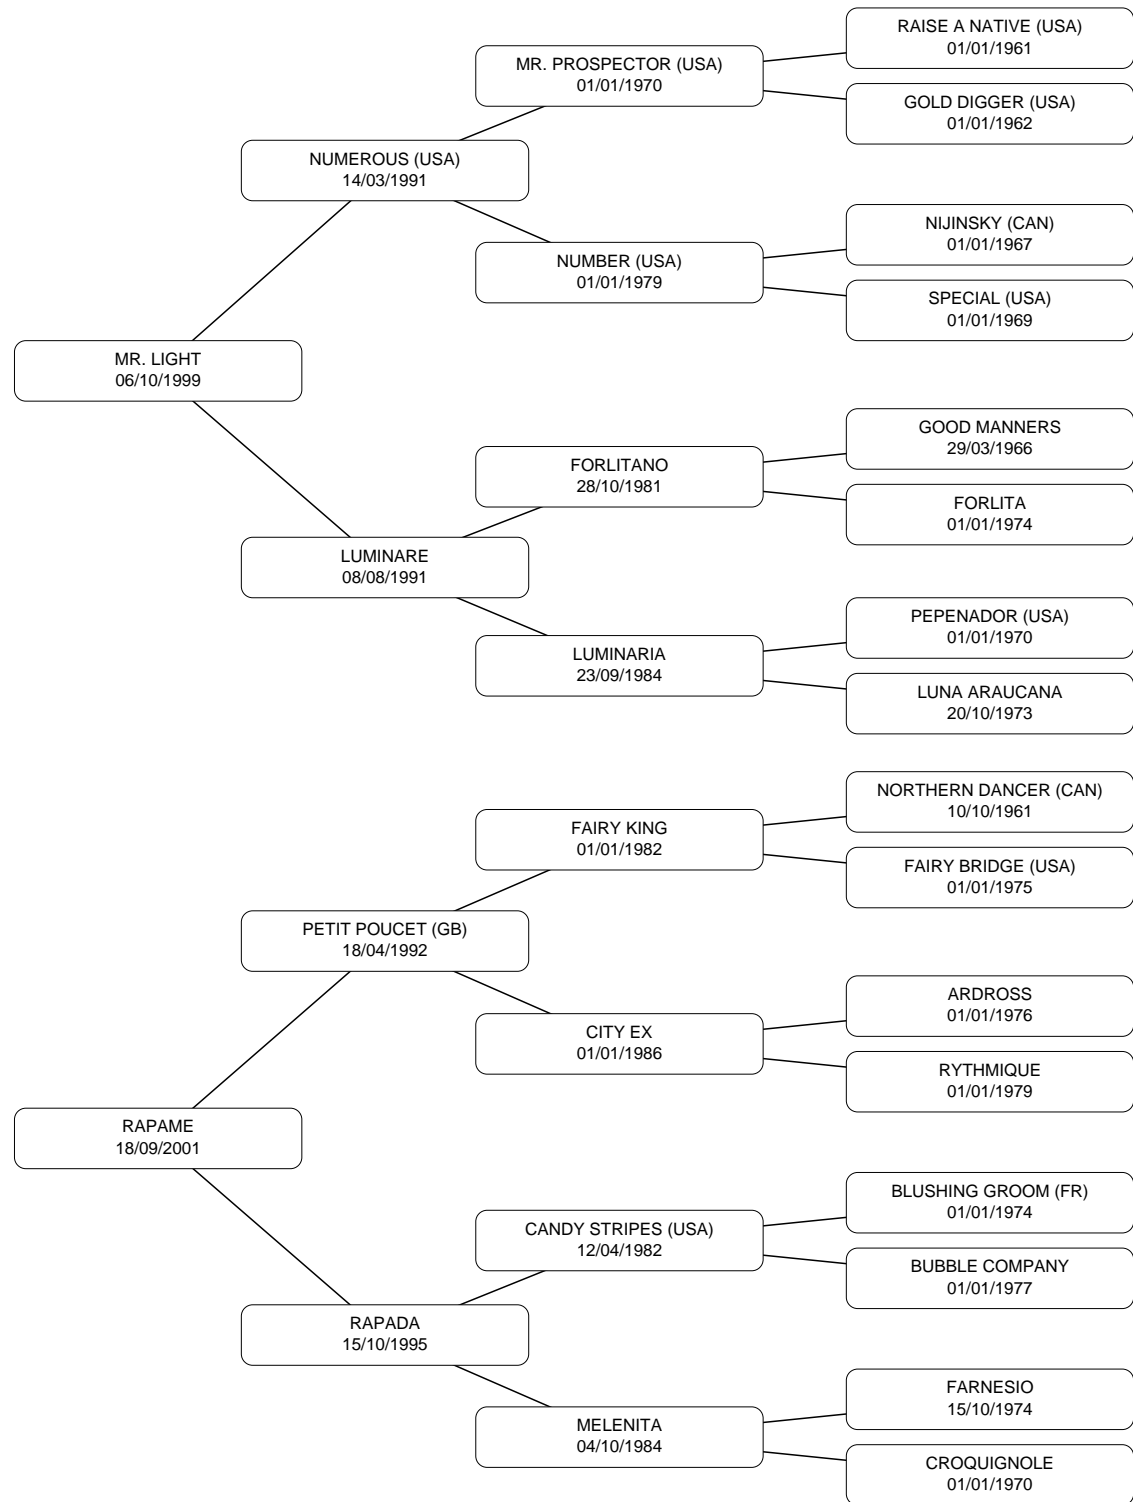 RAISE A NATIVE (USA)
01/01/1961
MR. PROSPECTOR (USA)
01/01/1970
GOLD DIGGER (USA)
01/01/1962
NUMEROUS (USA)
14/03/1991
NIJINSKY (CAN)
01/01/1967
NUMBER (USA)
01/01/1979
SPECIAL (USA)
01/01/1969
MR. LIGHT
06/10/1999
GOOD MANNERS
29/03/1966
FORLITANO
28/10/1981
FORLITA
01/01/1974
LUMINARE
08/08/1991
PEPENADOR (USA)
01/01/1970
LUMINARIA
23/09/1984
LUNA ARAUCANA
20/10/1973
NORTHERN DANCER (CAN)
10/10/1961
FAIRY KING
01/01/1982
FAIRY BRIDGE (USA)
01/01/1975
PETIT POUCET (GB)
18/04/1992
ARDROSS
01/01/1976
CITY EX
01/01/1986
RYTHMIQUE
01/01/1979
RAPAME
18/09/2001
BLUSHING GROOM (FR)
01/01/1974
CANDY STRIPES (USA)
12/04/1982
BUBBLE COMPANY
01/01/1977
RAPADA
15/10/1995
FARNESIO
15/10/1974
MELENITA
04/10/1984
CROQUIGNOLE
01/01/1970